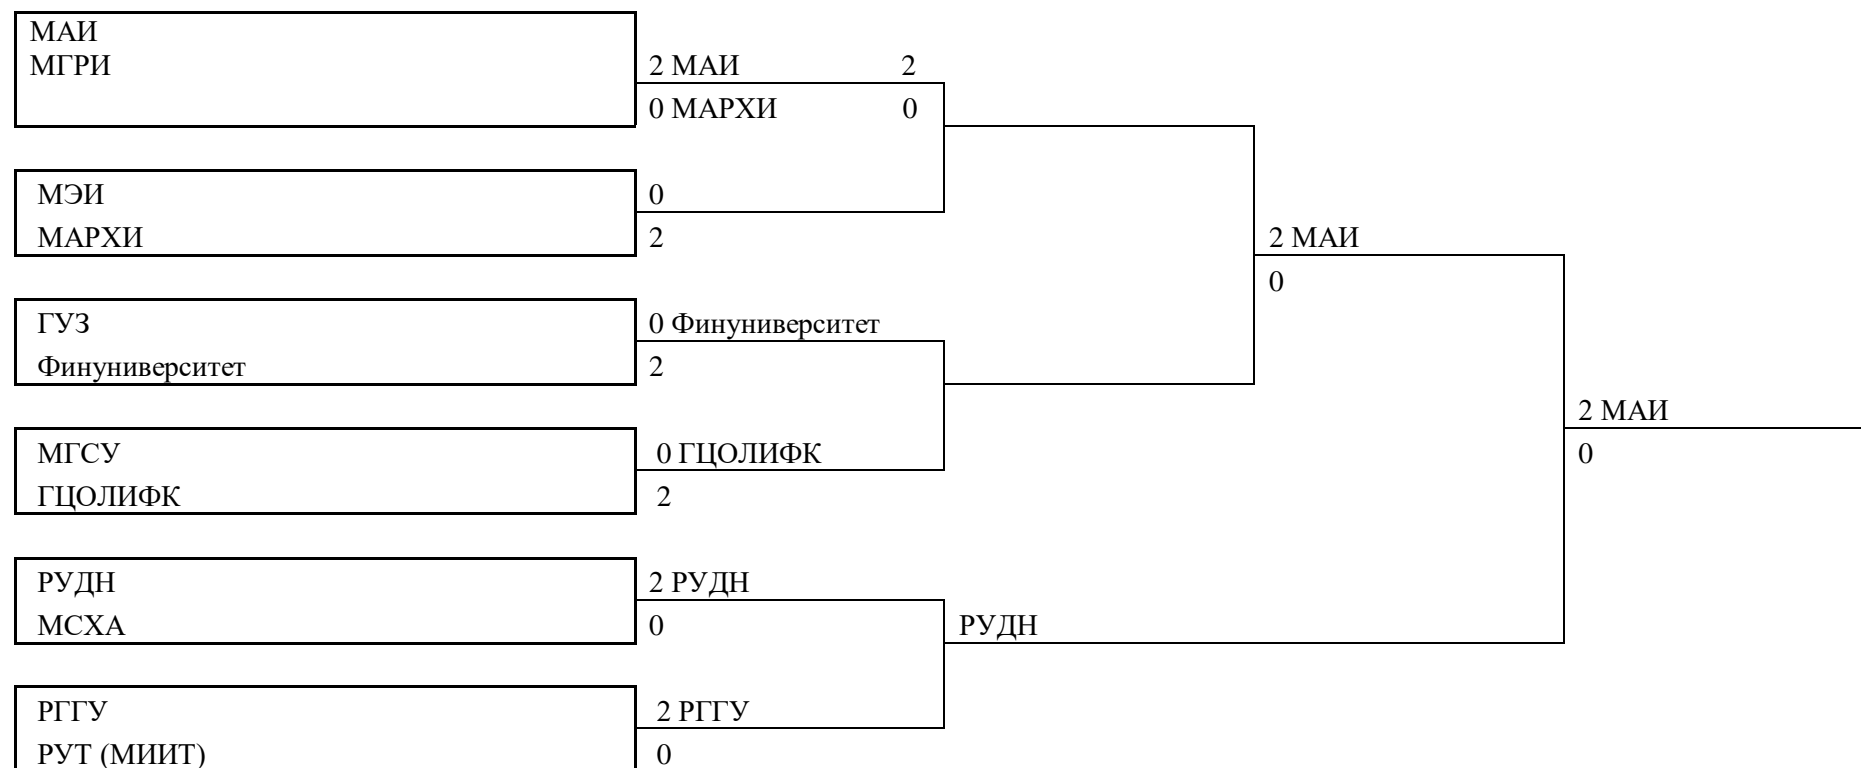 МАИ
МГРИ
2 МАИ 2
0 МАРХИ 0
МЭИ 0
МАРХИ 2
2 МАИ
0
ГУЗ 0 Финуниверситет
Финуниверситет 2
2 МАИ
0
МГСУ 0 ГЦОЛИФК
ГЦОЛИФК 2
РУДН 2 РУДН
МСХА 0
РУДН
РГГУ 2 РГГУ
РУТ (МИИТ) 0